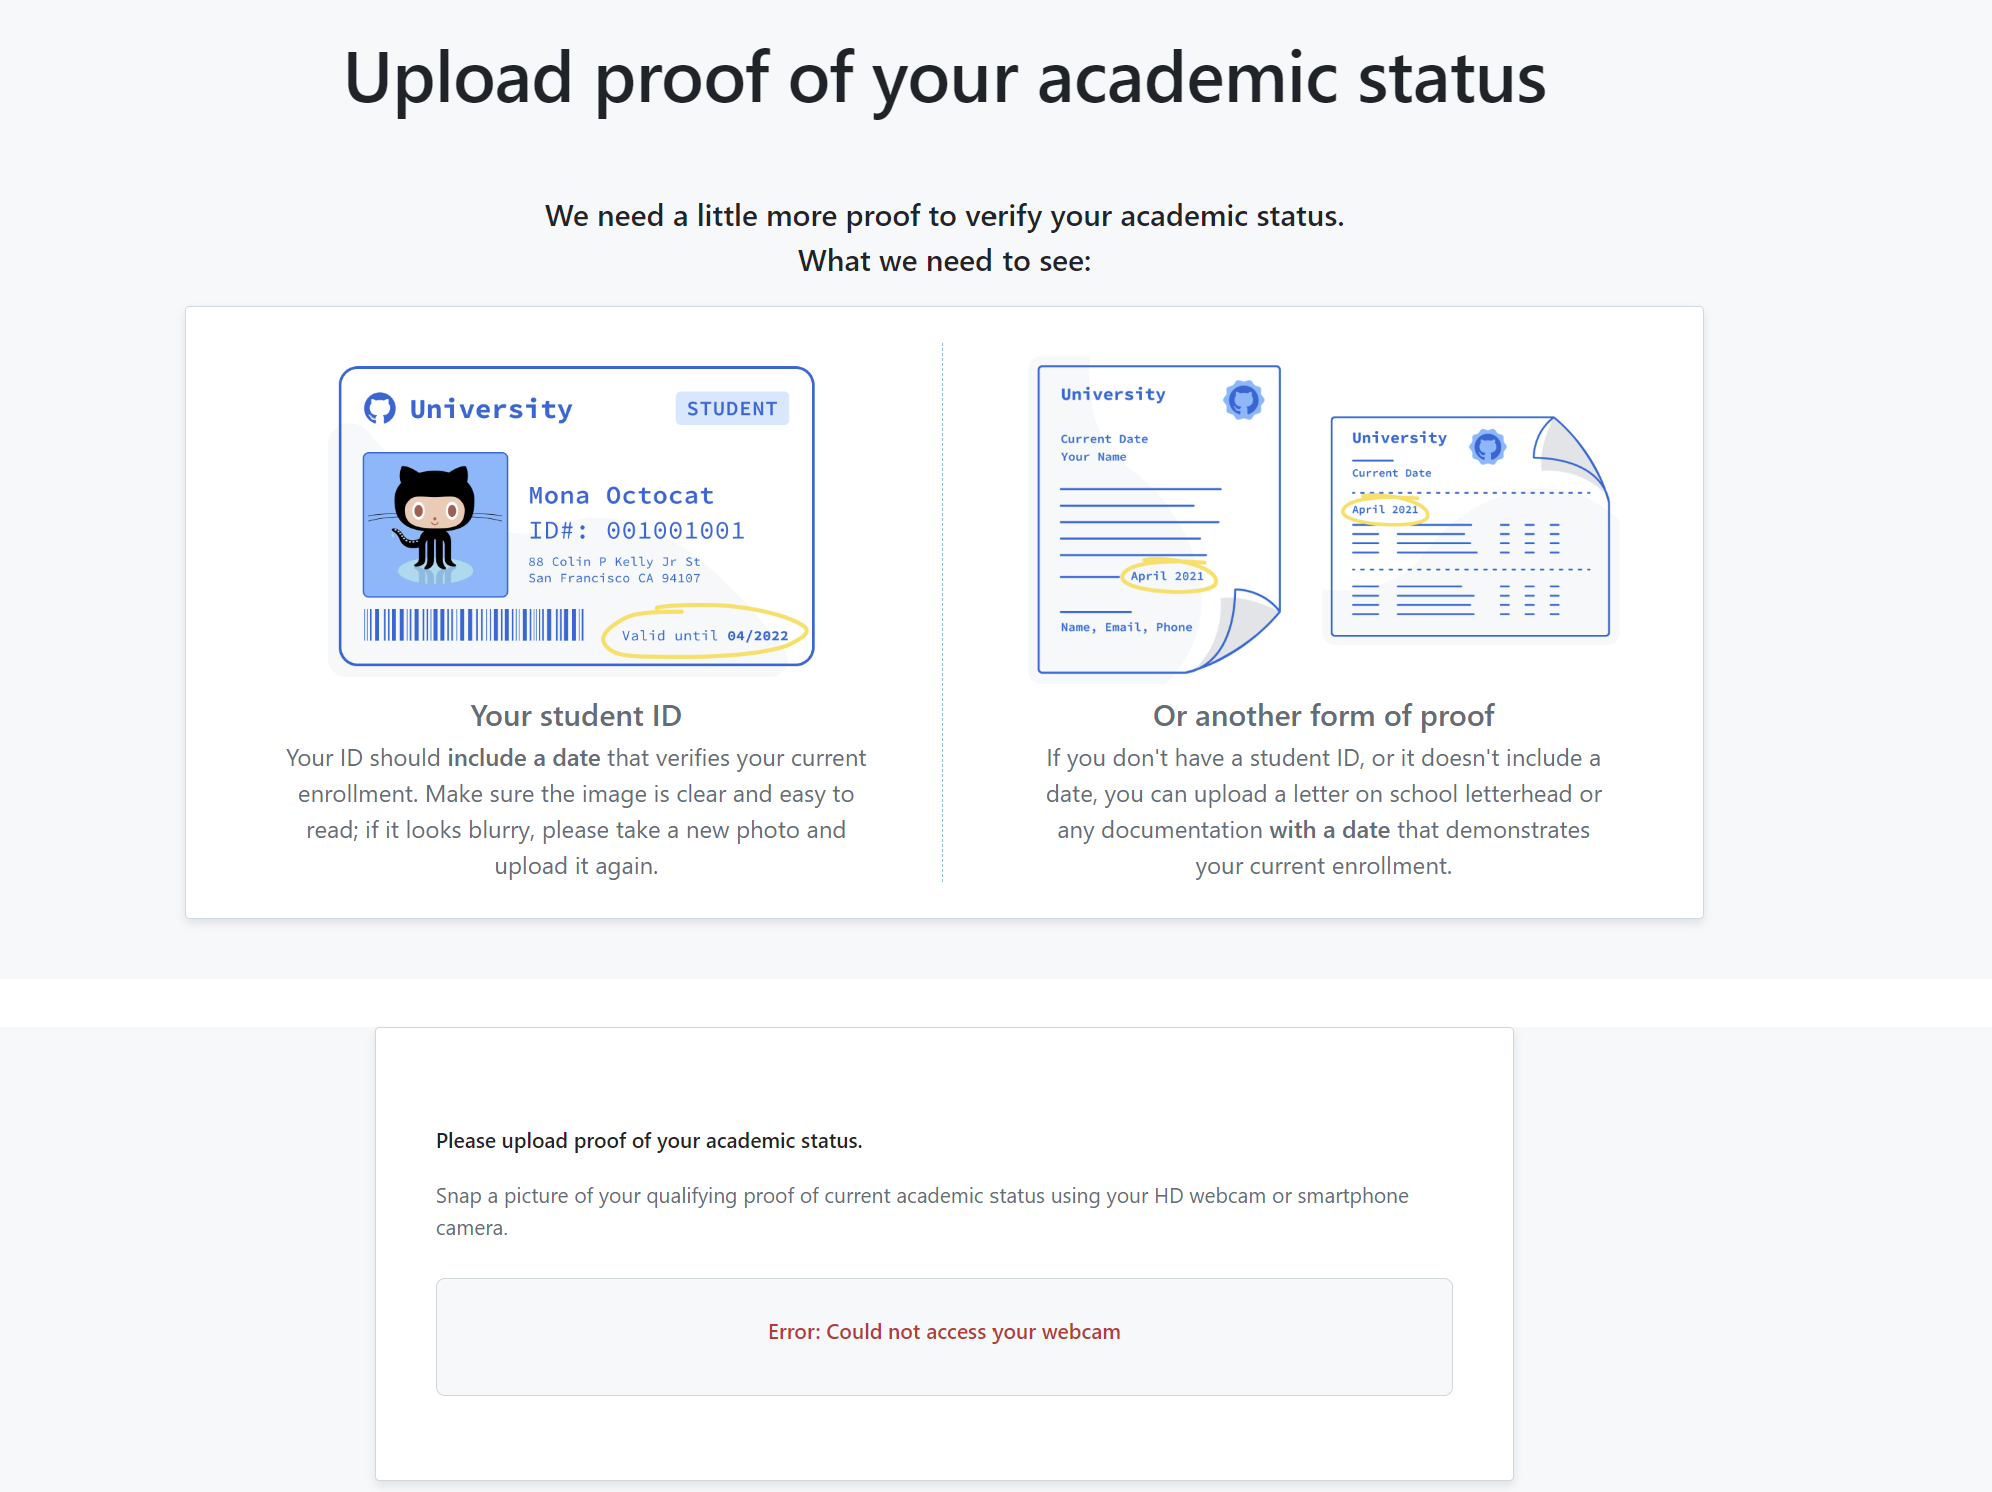 Upload proof of your academic status
We need a little more proof to verify your academic status.
What we need to see:
University
STUDENT
Mona Octocat
ID#: 001001001
88 Colin P Kelly Jr St
San Francisco CA 94107
Valid until 04/2022
Your student ID
Your ID should include a date that verifies your current
enrollment. Make sure the image is clear and easy to
read; if it looks blurry, please take a new photo and
upload it again.
University
Current Date
Your Name
April 2021
Name, Email, Phone
University
Current Date
April 2021
Or another form of proof
If you don't have a student ID, or it doesn't include a
date, you can upload a letter on school letterhead or
any documentation with a date that demonstrates
your current enrollment.
Please upload proof of your academic status.
Snap a picture of your qualifying proof of current academic status using your HD webcam or smartphone
camera.
Error: Could not access your webcam